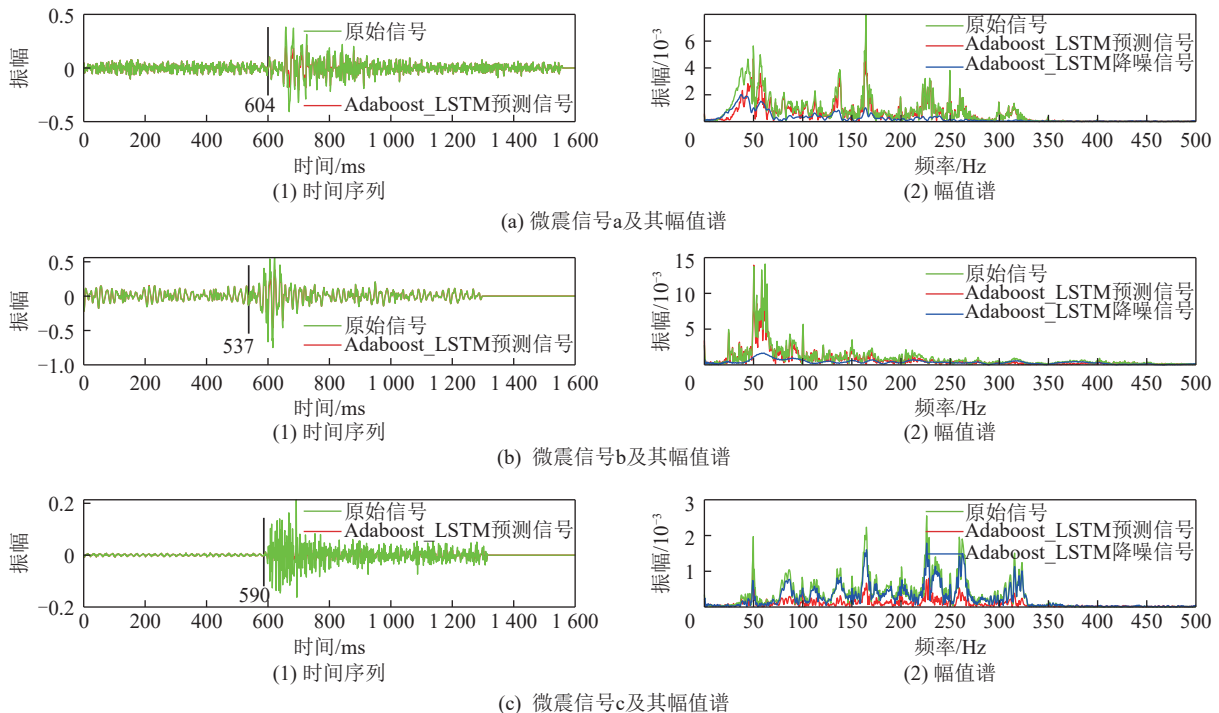 0.5
0
−0.5
振幅
604
原始信号
Adaboost_LSTM预测信号
0 200 400 600 800 1 000 1 200 1 400 1 600
时间/ms
(1) 时间序列
6
4
2
振幅/10⁻³
原始信号
Adaboost_LSTM预测信号
Adaboost_LSTM降噪信号
0 50 100 150 200 250 300 350 400 450 500
频率/Hz
(2) 幅值谱
(a) 微震信号a及其幅值谱
0.5
0
−0.5
−1.0
振幅
537
原始信号
Adaboost_LSTM预测信号
0 200 400 600 800 1 000 1 200 1 400 1 600
时间/ms
(1) 时间序列
15
10
5
振幅/10⁻³
原始信号
Adaboost_LSTM预测信号
Adaboost_LSTM降噪信号
0 50 100 150 200 250 300 350 400 450 500
频率/Hz
(2) 幅值谱
(b) 微震信号b及其幅值谱
0.2
0
−0.2
振幅
590
原始信号
Adaboost_LSTM预测信号
0 200 400 600 800 1 000 1 200 1 400 1 600
时间/ms
(1) 时间序列
3
2
1
振幅/10⁻³
原始信号
Adaboost_LSTM预测信号
Adaboost_LSTM降噪信号
0 50 100 150 200 250 300 350 400 450 500
频率/Hz
(2) 幅值谱
(c) 微震信号c及其幅值谱